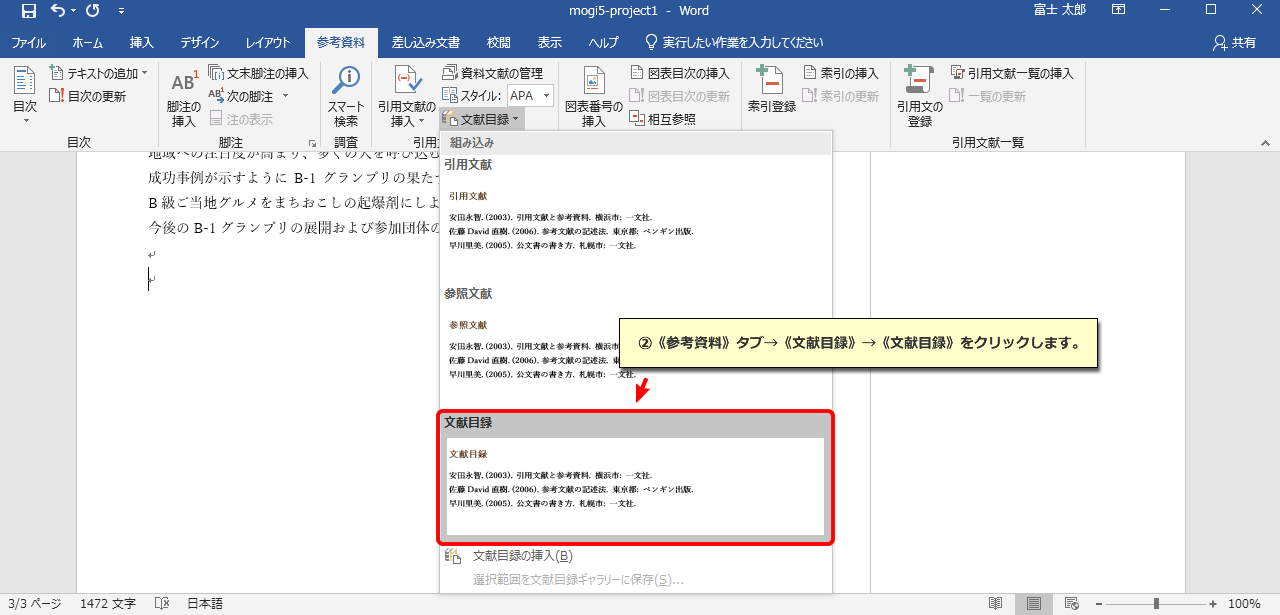 mogi5-project1 - Word
富士 太郎
ファイル ホーム 挿入 デザイン レイアウト 参考資料 差し込み文書 校閲 表示 ヘルプ 実行したい作業を入力してください 共有
目次
テキストの追加
目次の更新
目次
AB1
脚注の
挿入
文末脚注の挿入
次の脚注
注の表示
脚注
スマート
検索
調査
引用文献の
挿入
資料文献の管理
スタイル: APA
文献目録
引用
図表番号の
挿入
図表目次の挿入
図表目次の更新
相互参照
索引登録
索引の挿入
索引の更新
引用文の
登録
引用文献一覧の挿入
一覧の更新
引用文献一覧
地域への注目度が高まり、多くの人を呼び込む
成功事例が示すように B-1 グランプリの果た
B 級ご当地グルメをまちおこしの起爆剤にしよ
今後の B-1 グランプリの展開および参加団体の
組み込み
引用文献
引用文献
安田永智. (2003). 引用文献と参考資料. 横浜市: 一文社.
佐藤 David 直樹. (2006). 参考文献の記述法. 東京都: ペンギン出版.
早川里美. (2005). 公文書の書き方. 札幌市: 一文社.
参照文献
参照文献
安田永智. (2003). 引用文献と参考資料. 横浜
佐藤 David 直樹. (2006). 参考文献の記述法. 東
早川里美. (2005). 公文書の書き方. 札幌市: 一文社.
②《参考資料》タブ→《文献目録》→《文献目録》をクリックします。
文献目録
文献目録
安田永智. (2003). 引用文献と参考資料. 横浜市: 一文社.
佐藤 David 直樹. (2006). 参考文献の記述法. 東京都: ペンギン出版.
早川里美. (2005). 公文書の書き方. 札幌市: 一文社.
文献目録の挿入(B)
選択範囲を文献目録ギャラリーに保存(S)...
3/3 ページ 1472 文字 日本語 100%